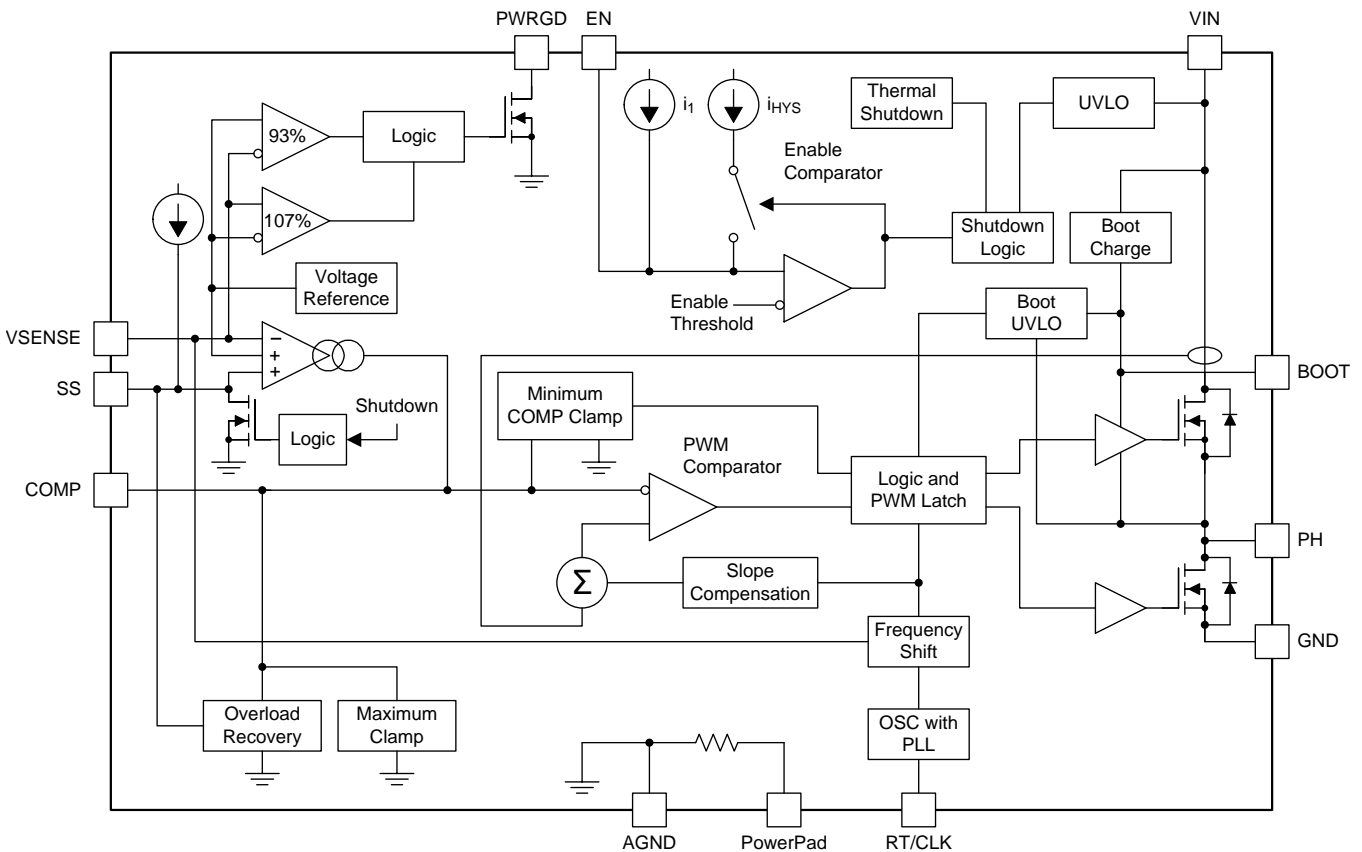 PWRGD
EN
VIN
i1
iHYS
Thermal
Shutdown
UVLO
93%
Logic
Enable
Comparator
107%
Shutdown
Logic
Boot
Charge
Voltage
Reference
Enable
Threshold
Boot
UVLO
VSENSE
−
+
+
SS
BOOT
Shutdown
Logic
Minimum
COMP Clamp
PWM
Comparator
COMP
Logic and
PWM Latch
PH
Σ
Slope
Compensation
Frequency
Shift
GND
Overload
Recovery
Maximum
Clamp
OSC with
PLL
AGND
PowerPad
RT/CLK